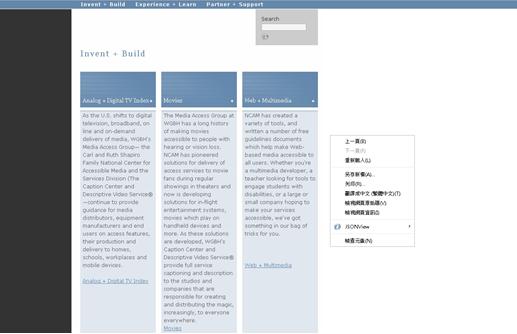 Invent + Build Experience + Learn Partner + Support
Search
Invent + Build
Analog + Digital TV Index
As the U.S. shifts to digital
television, broadband, on
line and on-demand
delivery of media, WGBH's
Media Access Group— the
Carl and Ruth Shapiro
Family National Center for
Accessible Media and the
Services Division (The
Caption Center and
Descriptive Video Service®
—continue to provide
guidance for media
distributors, equipment
manufacturers and end
users on access features,
their production and
delivery to homes,
schools, workplaces and
mobile devices.
Analog + Digital TV Index
Movies
The Media Access Group at
WGBH has a long history
of making movies
accessible to people with
hearing or vision loss.
NCAM has pioneered
solutions for delivery of
access services to movie
fans during regular
showings in theaters and
now is developing
solutions for in-flight
entertainment systems,
movies which play on
handheld devices and
more. As these solutions
are developed, WGBH's
Caption Center and
Descriptive Video Service®
provide full service
captioning and description
to the studios and
companies that are
responsible for creating
and distributing the magic,
increasingly, to everyone
everywhere.
Movies
Web + Multimedia
NCAM has created a
variety of tools, and
written a number of free
guidelines documents
which help make Web-
based media accessible to
all users. Whether you're
a multimedia developer, a
teacher looking for tools to
engage students with
disabilities, or a large or
small company hoping to
make your services
accessible, we've got
something in our bag of
tricks for you.
Web + Multimedia
上一頁(B)
下一頁(F)
重新載入(L)
另存新檔(A)...
列印(P)...
翻譯成中文 (繁體中文)(T)
檢視網頁原始碼(V)
檢視網頁資訊(I)
JSONView
檢查元素(N)